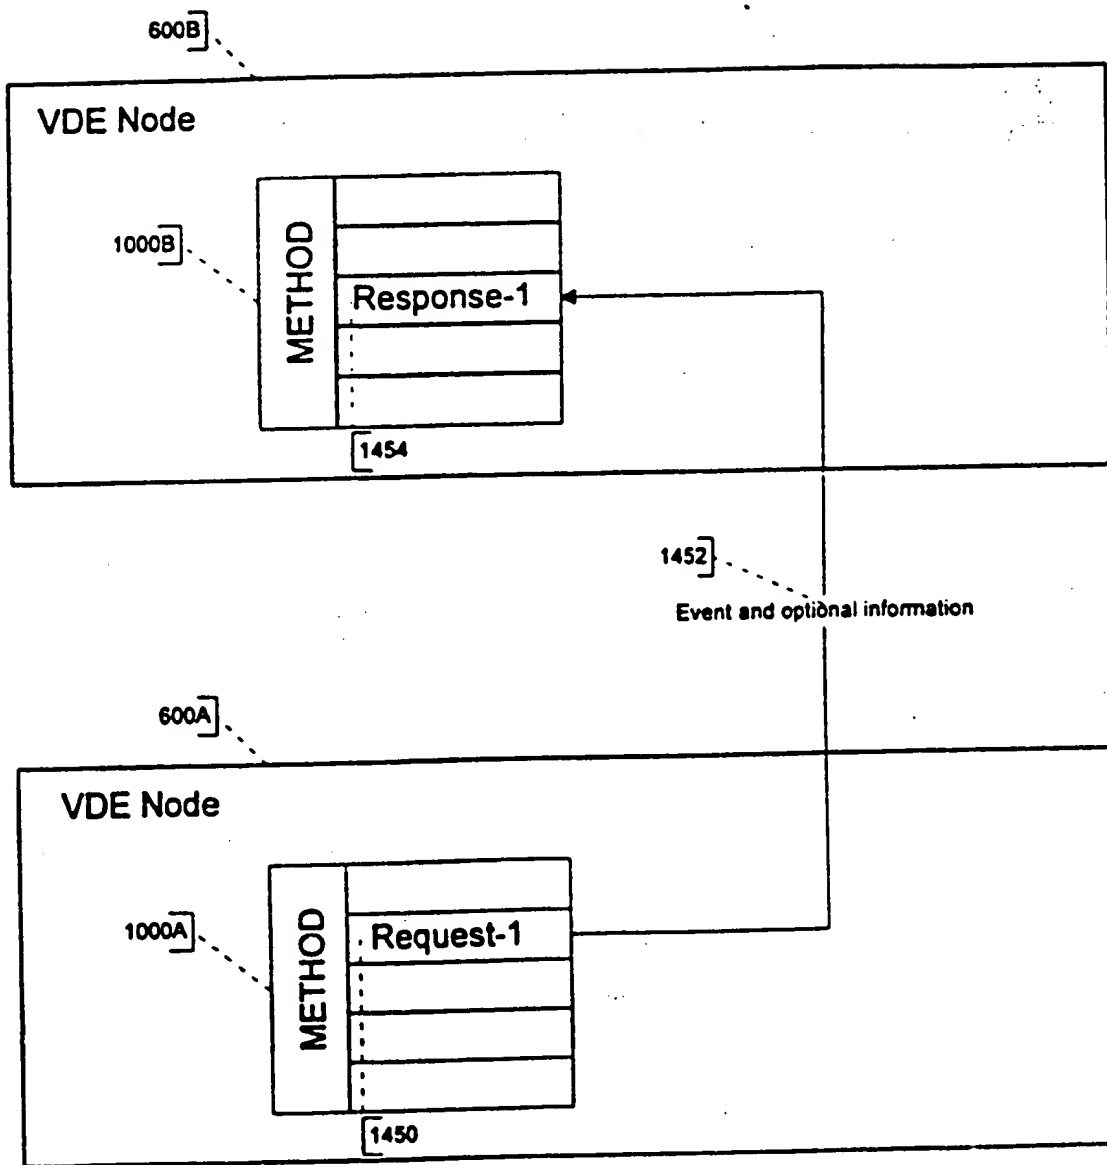 600B
VDE Node
1000B
METHOD
Response-1
1454
1452
Event and optional information
600A
VDE Node
1000A
METHOD
Request-1
1450